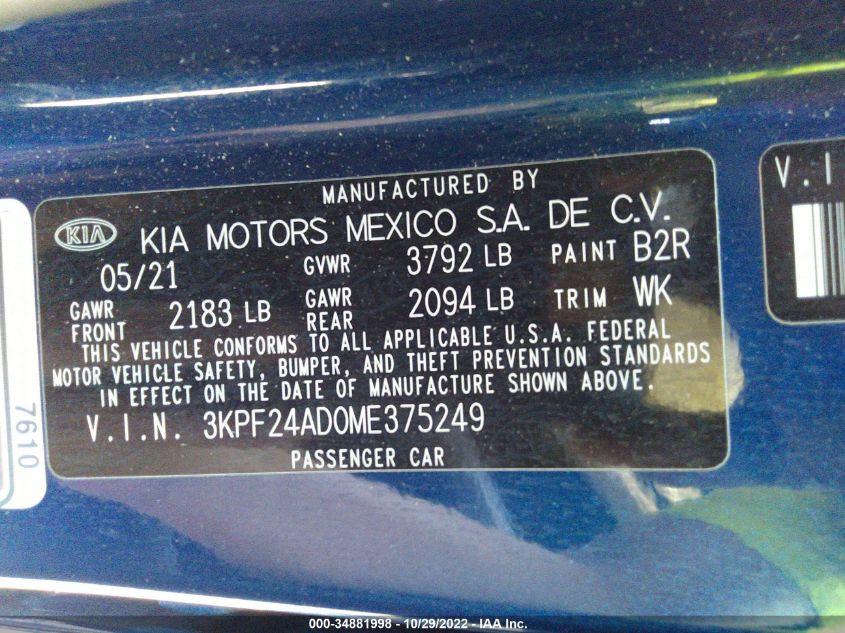 MANUFACTURED BY
KIA KIA MOTORS MEXICO S.A. DE C.V.
05/21 GVWR 3792 LB PAINT B2R
GAWR FRONT 2183 LB GAWR REAR 2094 LB TRIM WK
THIS VEHICLE CONFORMS TO ALL APPLICABLE U.S.A. FEDERAL
MOTOR VEHICLE SAFETY, BUMPER, AND THEFT PREVENTION STANDARDS
IN EFFECT ON THE DATE OF MANUFACTURE SHOWN ABOVE.
V.I.N. 3KPF24AD0ME375249
PASSENGER CAR
7610
V.I
000-34881998 - 10/29/2022 - IAA Inc.